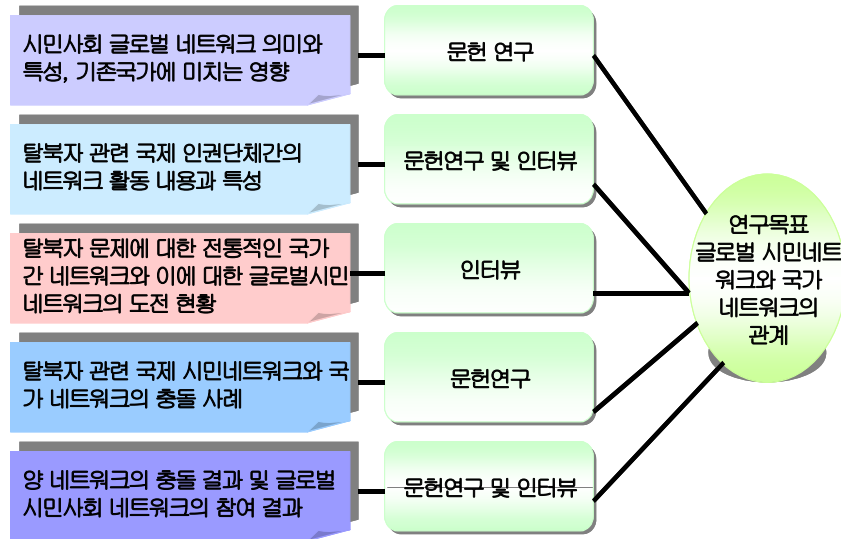 시민사회 글로벌 네트워크 의미와
특성, 기존국가에 미치는 영향
문헌 연구
탈북자 관련 국제 인권단체간의
네트워크 활동 내용과 특성
문헌연구 및 인터뷰
탈북자 문제에 대한 전통적인 국가
간 네트워크와 이에 대한 글로벌시민
네트워크의 도전 현황
인터뷰
탈북자 관련 국제 시민네트워크와 국
가 네트워크의 충돌 사례
문헌연구
양 네트워크의 충돌 결과 및 글로벌
시민사회 네트워크의 참여 결과
문헌연구 및 인터뷰
연구목표
글로벌 시민네트
워크와 국가
네트워크의
관계